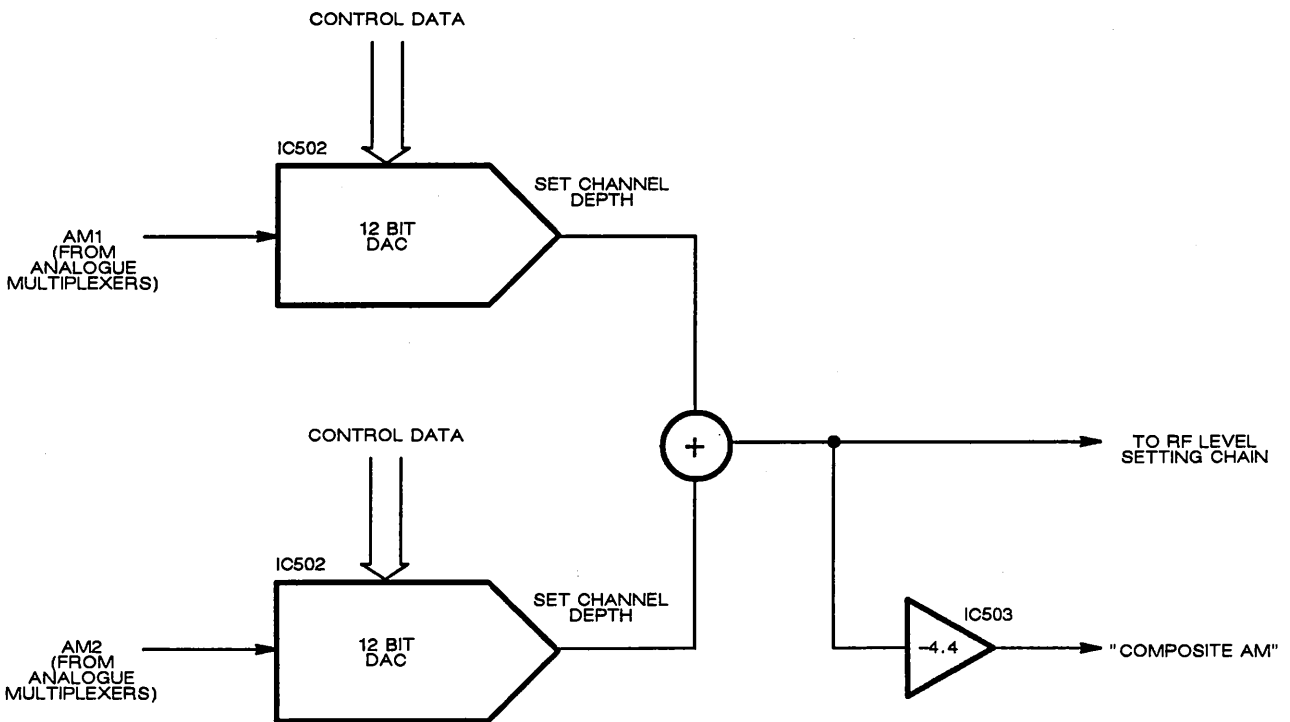 CONTROL DATA
IC502
12 BIT
DAC
SET CHANNEL
DEPTH
AM1
(FROM
ANALOGUE
MULTIPLEXERS)
+
TO RF LEVEL
SETTING CHAIN
CONTROL DATA
IC502
12 BIT
DAC
SET CHANNEL
DEPTH
AM2
(FROM
ANALOGUE
MULTIPLEXERS)
IC503
-4.4
"COMPOSITE AM"